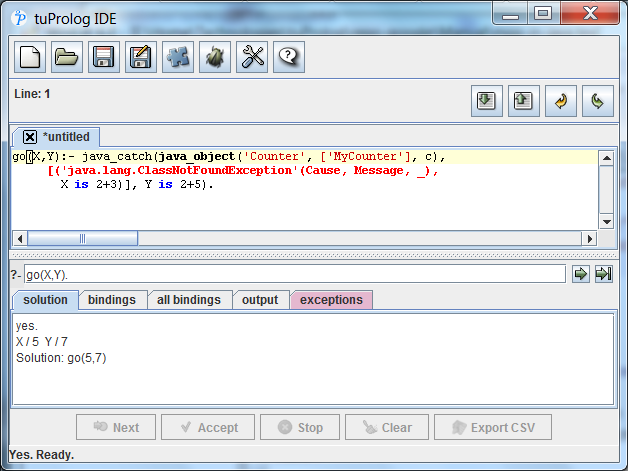 tuProlog IDE
Line: 1
*untitled
go(X,Y):- java_catch(java_object('Counter', ['MyCounter'], c),
[('java.lang.ClassNotFoundException'(Cause, Message, _),
X is 2+3)], Y is 2+5).
?- go(X,Y).
solution bindings all bindings output exceptions
yes.
X / 5 Y / 7
Solution: go(5,7)
Next Accept Stop Clear Export CSV
Yes. Ready.